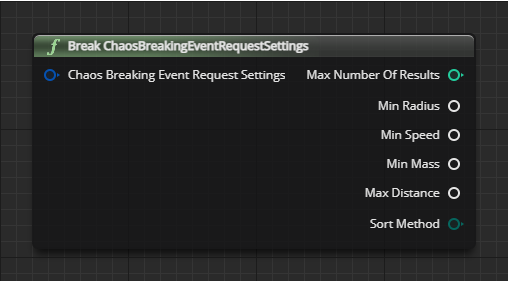 f Break ChaosBreakingEventRequestSettings
Chaos Breaking Event Request Settings Max Number Of Results
Min Radius
Min Speed
Min Mass
Max Distance
Sort Method